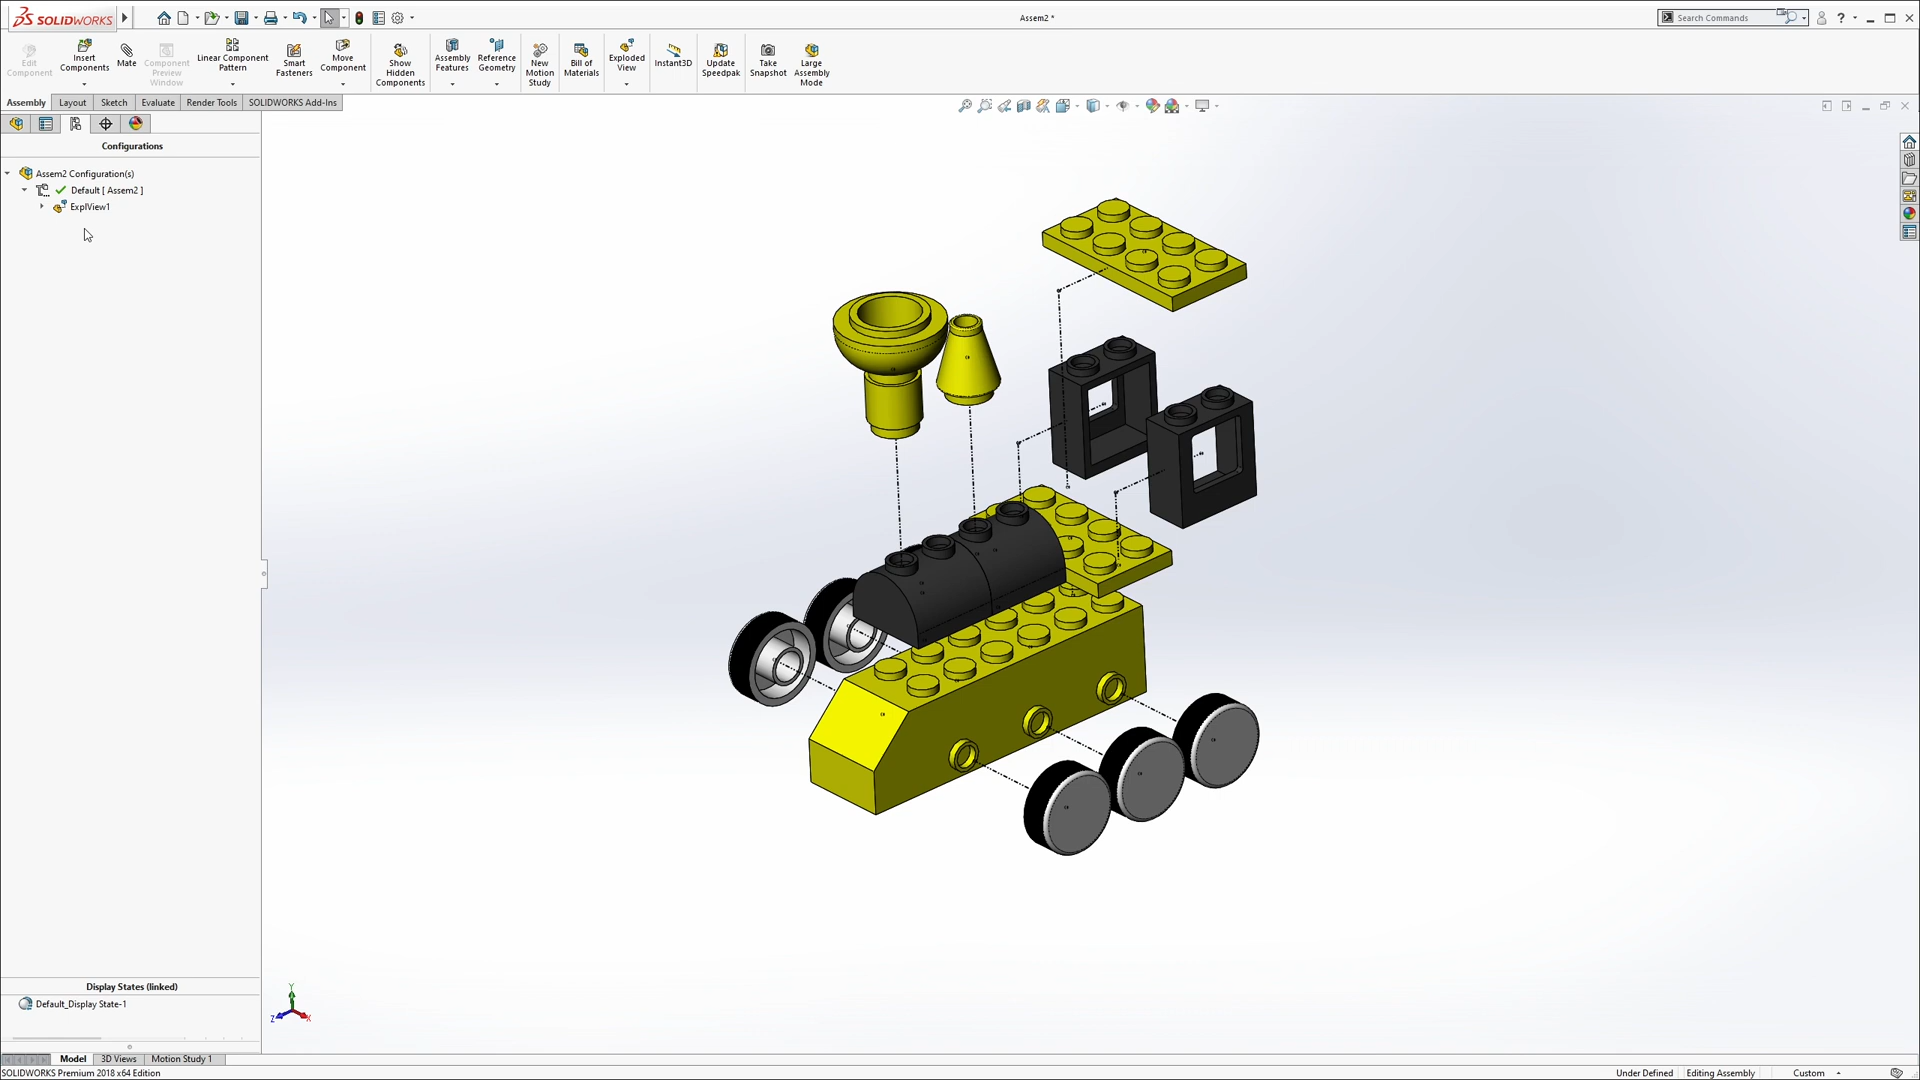 SOLIDWORKS
Assem2 *
Search Commands
Edit
Component
Insert
Components
Mate
Component
Preview
Window
Linear Component
Pattern
Smart
Fasteners
Move
Component
Show
Hidden
Components
Assembly
Features
Reference
Geometry
New
Motion
Study
Bill of
Materials
Exploded
View
Instant3D
Update
Speedpak
Take
Snapshot
Large
Assembly
Mode
Assembly Layout Sketch Evaluate Render Tools SOLIDWORKS Add-Ins
Configurations
Assem2 Configuration(s)
Default [ Assem2 ]
ExplView1
Display States (linked)
Default_Display State-1
Y
Z
X
Model 3D Views Motion Study 1
SOLIDWORKS Premium 2018 x64 Edition
Under Defined Editing Assembly Custom